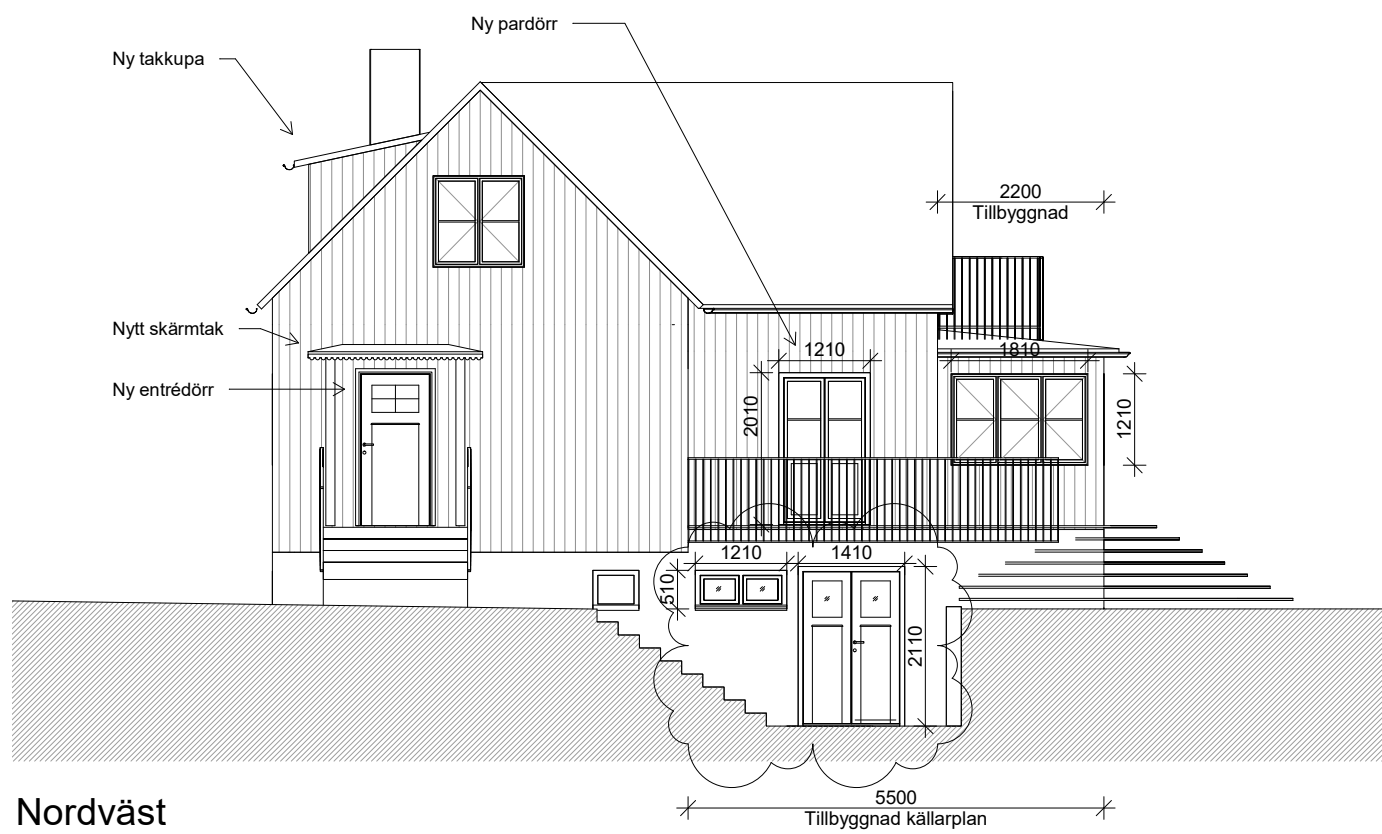 Ny pardörr
Ny takkupa
2200
Tillbyggnad
Nytt skärmtak
1210
1810
Ny entrédörr
2010
1210
1210
1410
510
2110
5500
Tillbyggnad källarplan
Nordväst